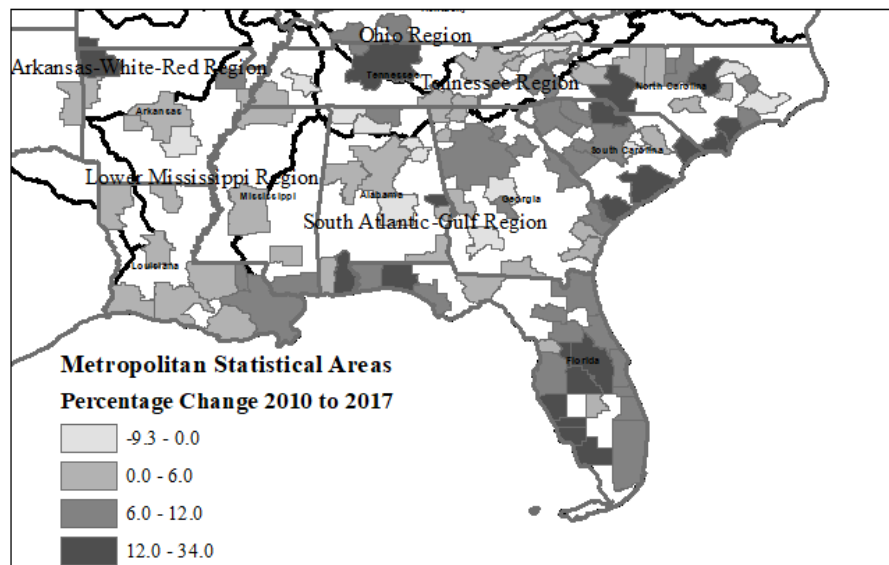 Kentucky
Ohio Region
Arkansas-White-Red Region
Tennessee
Tennessee Region
North Carolina
Arkansas
South Carolina
Lower Mississippi Region
Mississippi
Alabama
Georgia
South Atlantic-Gulf Region
Louisiana
Florida
Metropolitan Statistical Areas
Percentage Change 2010 to 2017
-9.3 - 0.0
0.0 - 6.0
6.0 - 12.0
12.0 - 34.0